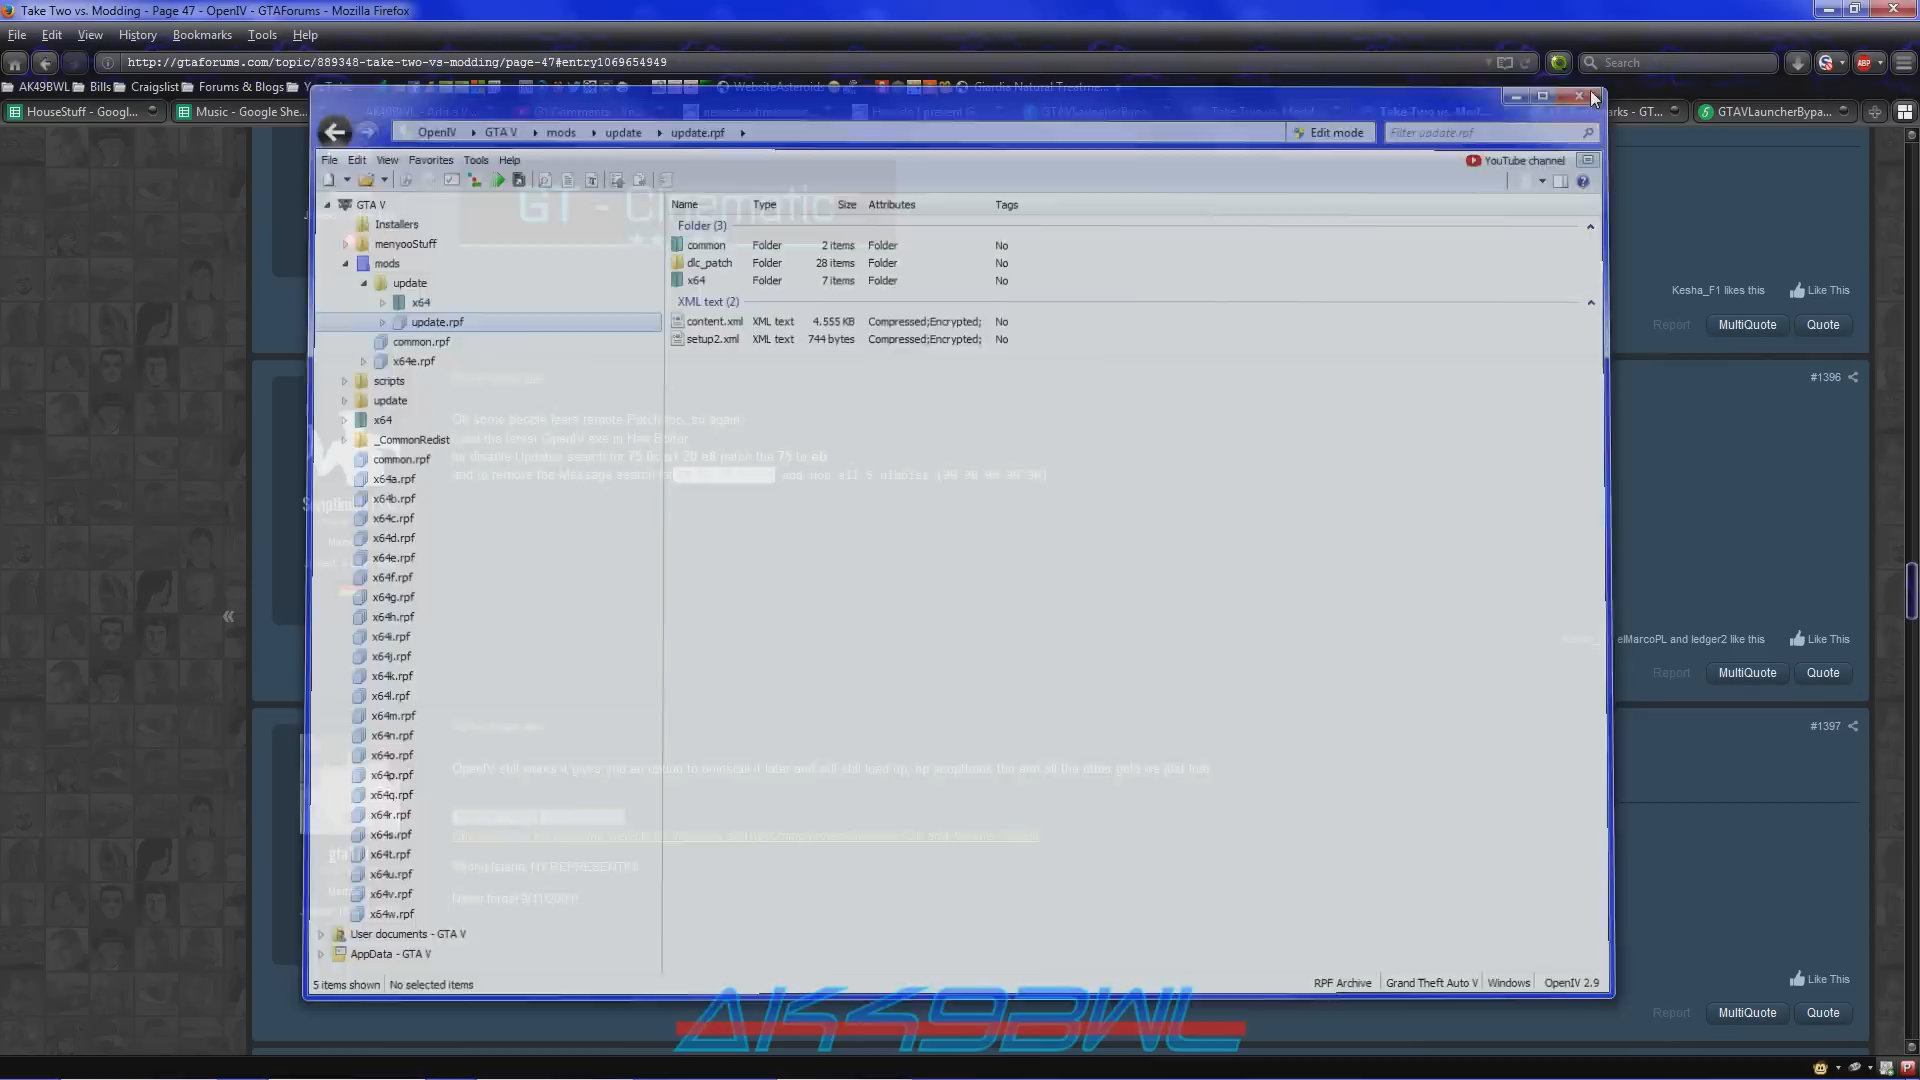 Take Two vs. Modding - Page 47 - OpenIV - GTAForums - Mozilla Firefox
File Edit View History Bookmarks Tools Help
http://gtaforums.com/topic/889348-take-two-vs-modding/page-47#entry1069654949
Search
ABP
AK49BWL Bills Craigslist Forums & Blogs WebsiteAsteroids Giardia Natural Treatme...
HouseStuff - Googl... Music - Google She... GTAVLauncherBypa...
OpenIV GTA V mods update update.rpf Edit mode Filter update.rpf
File Edit View Favorites Tools Help YouTube channel
GT - Cinematic
GTA V
Installers
menyooStuff
mods
update
x64
update.rpf
common.rpf
x64e.rpf
scripts
update
x64
_CommonRedist
common.rpf
x64a.rpf
x64b.rpf
x64c.rpf
x64d.rpf
x64e.rpf
x64f.rpf
x64g.rpf
x64h.rpf
x64i.rpf
x64j.rpf
x64k.rpf
x64l.rpf
x64m.rpf
x64n.rpf
x64o.rpf
x64p.rpf
x64q.rpf
x64r.rpf
x64s.rpf
x64t.rpf
x64u.rpf
x64v.rpf
x64w.rpf
User documents - GTA V
AppData - GTA V
Name Type Size Attributes Tags
Folder (3)
common Folder 2 items Folder No
dlc_patch Folder 28 items Folder No
x64 Folder 7 items Folder No
XML text (2)
content.xml XML text 4.555 KB Compressed;Encrypted; No
setup2.xml XML text 744 bytes Compressed;Encrypted; No
5 items shown No selected items
RPF Archive Grand Theft Auto V Windows OpenIV 2.9
Kesha_F1 likes this Like This
Report MultiQuote Quote
#1396
elMarcoPL and ledger2 like this Like This
Report MultiQuote Quote
#1397
Like This
Report MultiQuote Quote
AK49BWL